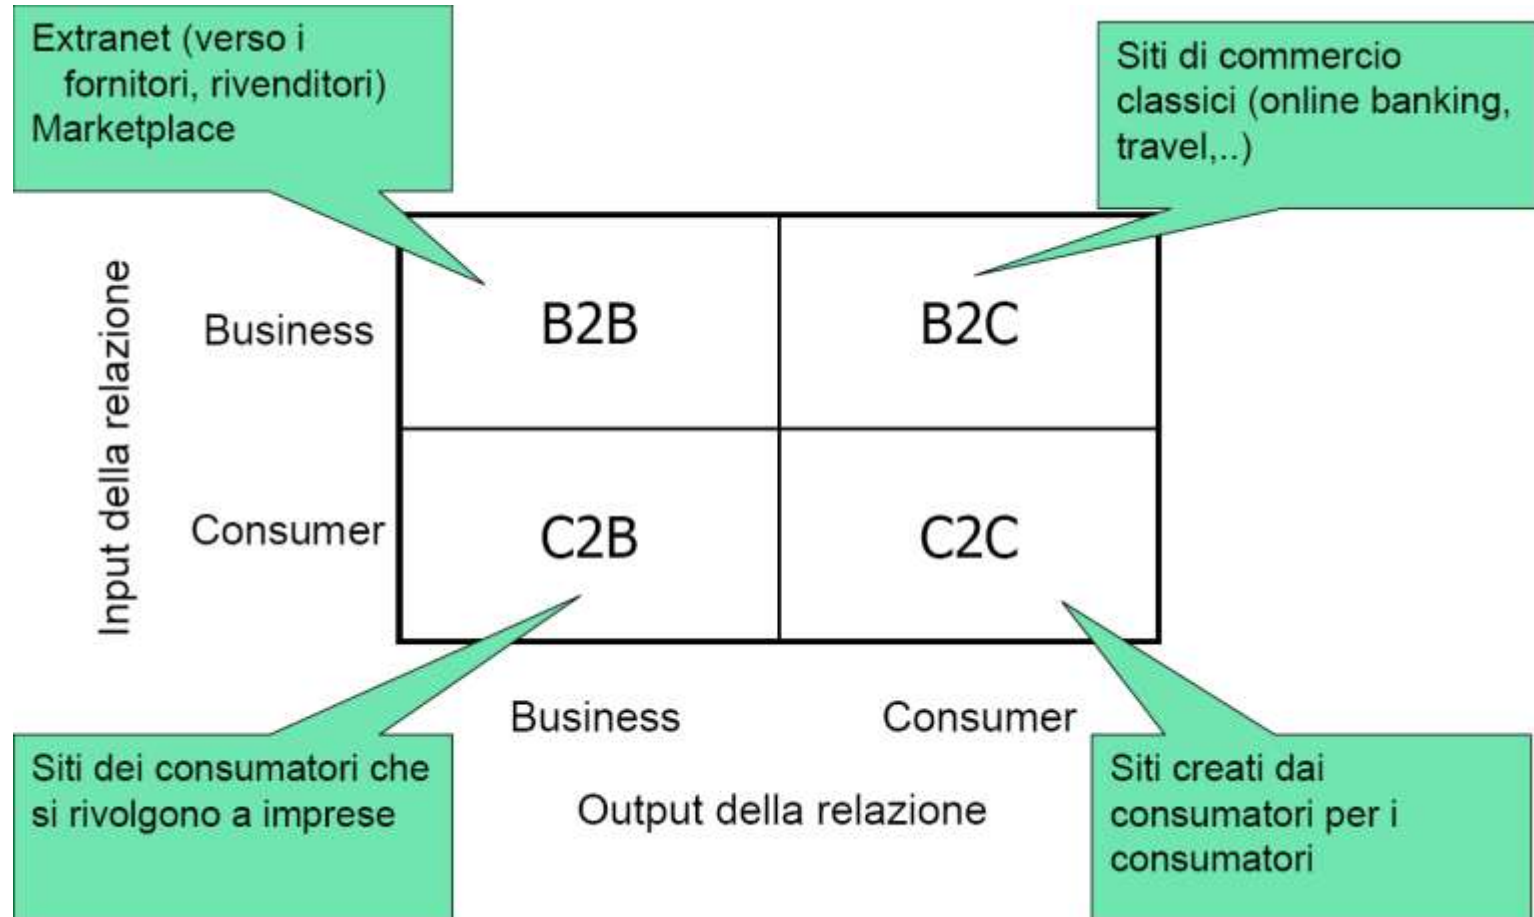 Extranet (verso i
fornitori, rivenditori)
Marketplace
Siti di commercio
classici (online banking,
travel,..)
Input della relazione
Business
B2B
B2C
Consumer
C2B
C2C
Business
Consumer
Output della relazione
Siti dei consumatori che
si rivolgono a imprese
Siti creati dai
consumatori per i
consumatori